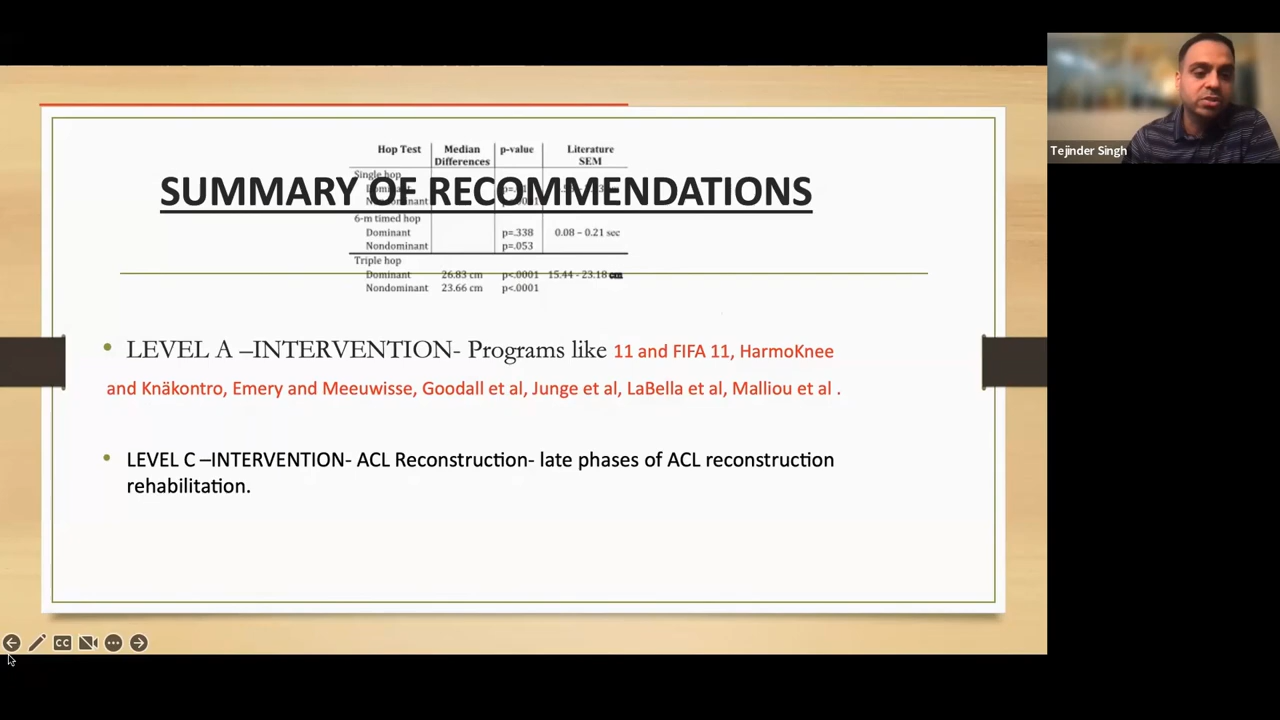 Hop Test Median Differences p-value Literature SEM
Single hop
SUMMARY OF RECOMMENDATIONS
6-m timed hop
Dominant p=.338 0.08 – 0.21 sec
Nondominant p=.053
Triple hop
Dominant 26.83 cm p<.0001 15.44 - 23.18 cm
Nondominant 23.66 cm p<.0001
• LEVEL A –INTERVENTION- Programs like 11 and FIFA 11, HarmoKnee
and Knäkontro, Emery and Meeuwisse, Goodall et al, Junge et al, LaBella et al, Malliou et al .
• LEVEL C –INTERVENTION- ACL Reconstruction- late phases of ACL reconstruction
rehabilitation.
Tejinder Singh
CC